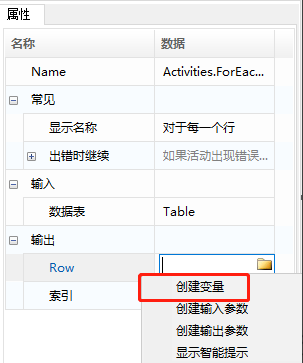 属性
名称 数据
Name Activities.ForEac...
常见
显示名称 对于每一个行
出错时继续 如果活动出现错误...
输入
数据表 Table
输出
Row
索引
创建变量
创建输入参数
创建输出参数
显示智能提示